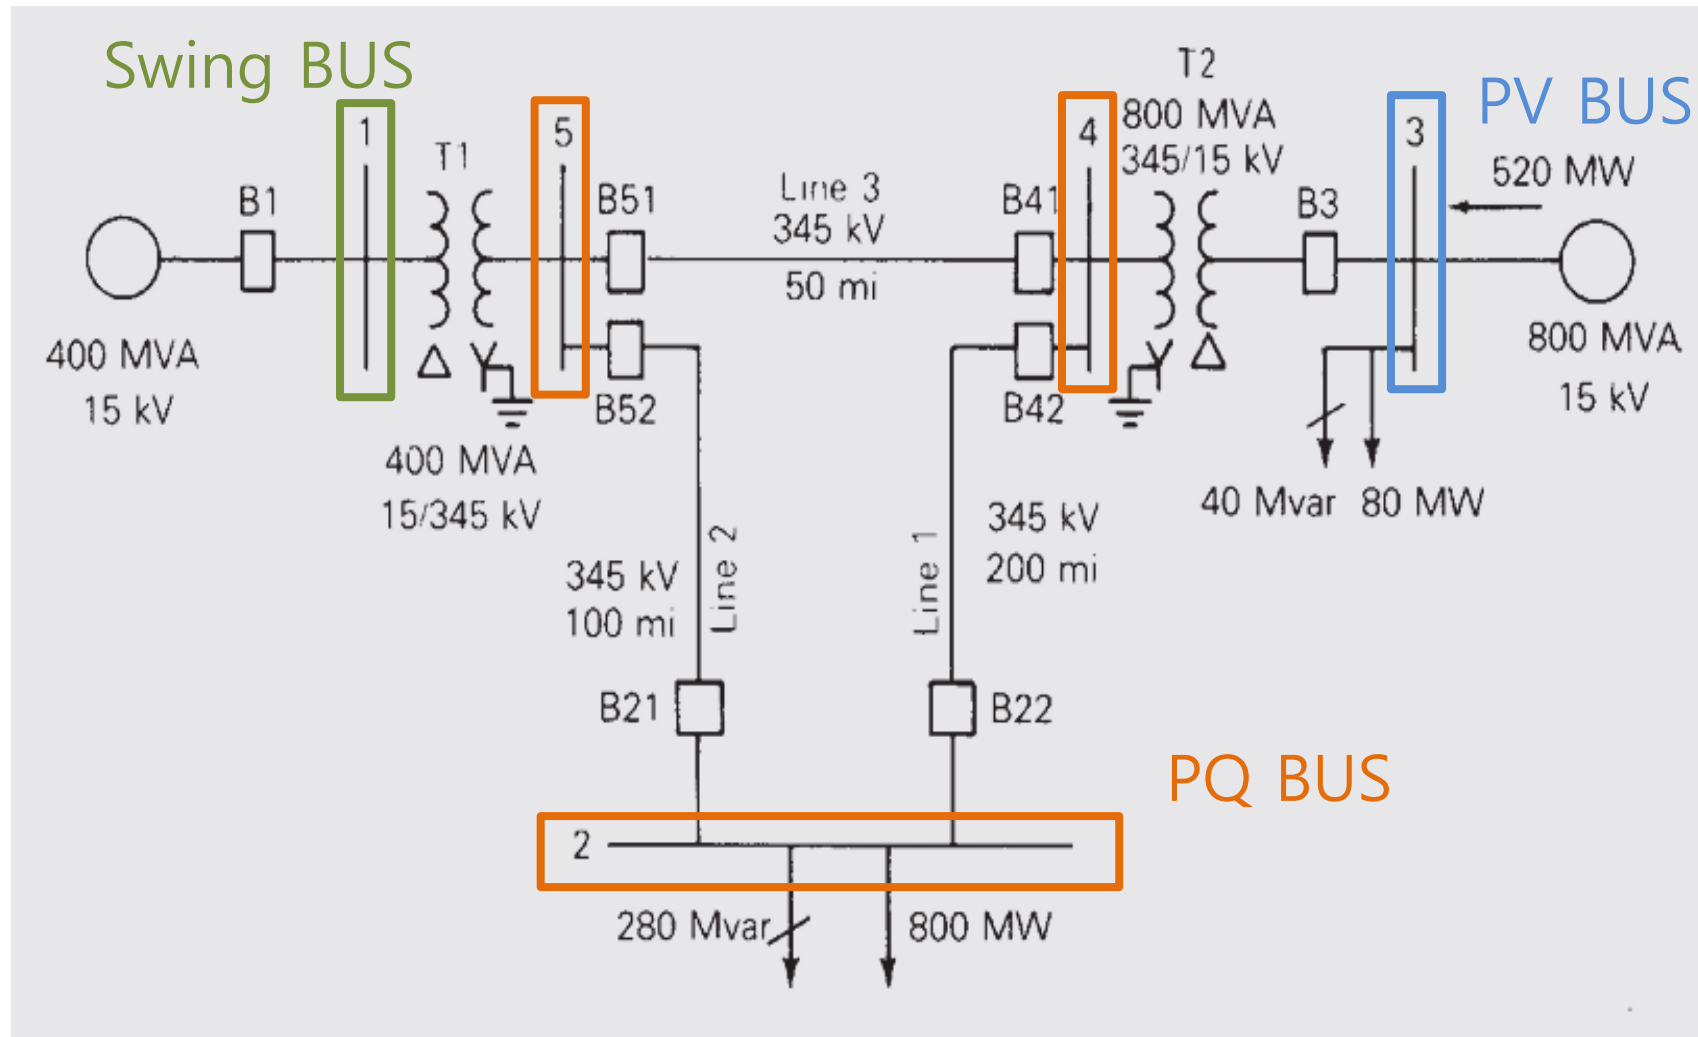 Swing BUS
T2
PV BUS
1
5
4
800 MVA
3
T1
345/15 kV
520 MW
B1
B51
Line 3
B41
B3
345 kV
50 mi
400 MVA
800 MVA
15 kV
B52
B42
15 kV
400 MVA
15/345 kV
40 Mvar
80 MW
345 kV
100 mi
Line 2
Line 1
345 kV
200 mi
B21
B22
PQ BUS
2
280 Mvar
800 MW